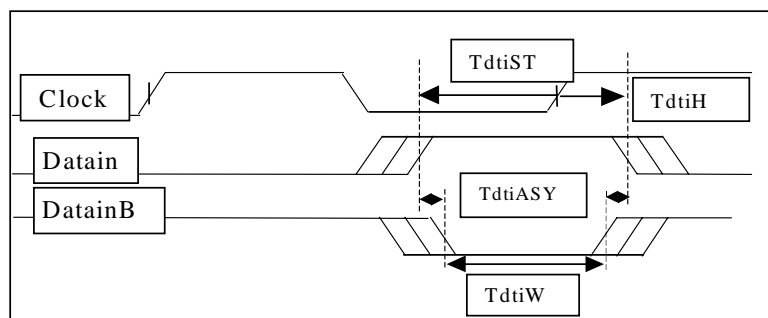 TdtiST
Clock
TdtiH
Datain
TdtiASY
DatainB
TdtiW